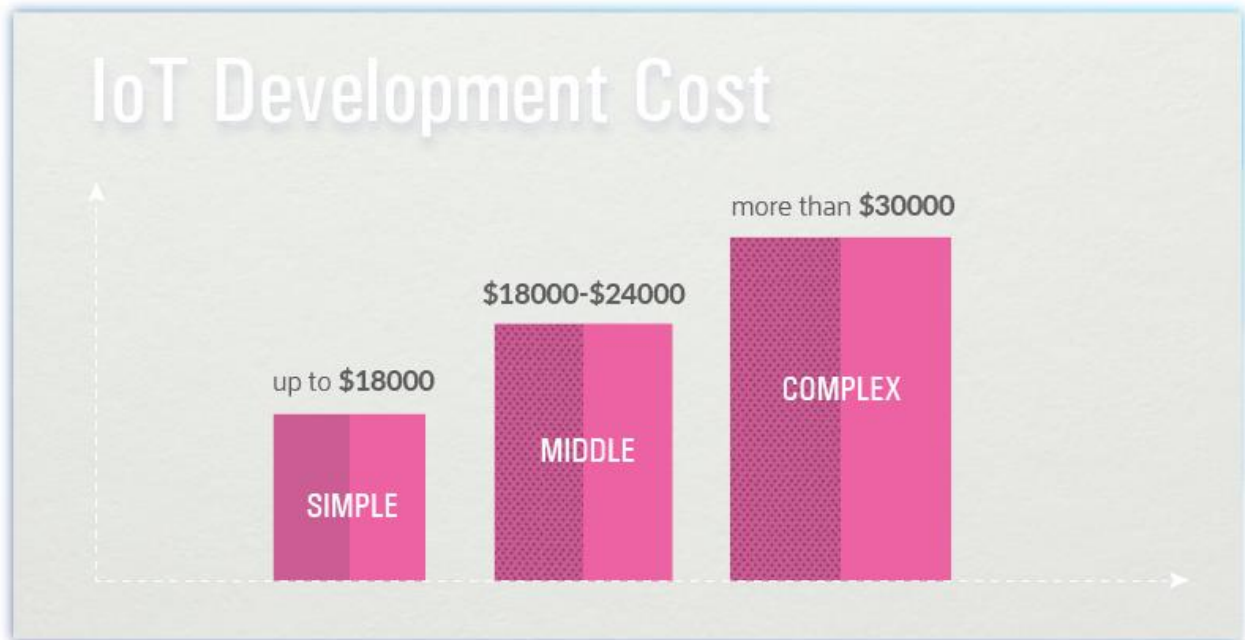 IoT Development Cost
more than $30000
$18000-$24000
up to $18000
COMPLEX
MIDDLE
SIMPLE